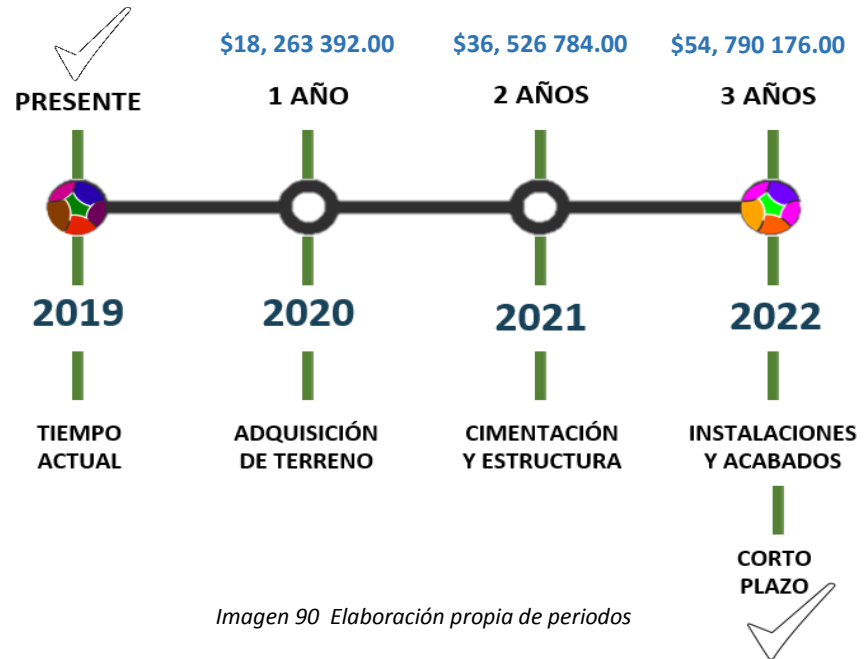 $18, 263 392.00
$36, 526 784.00
$54, 790 176.00
PRESENTE
1 AÑO
2 AÑOS
3 AÑOS
2019
2020
2021
2022
TIEMPO
ACTUAL
ADQUISICIÓN
DE TERRENO
CIMENTACIÓN
Y ESTRUCTURA
INSTALACIONES
Y ACABADOS
CORTO
PLAZO
Imagen 90 Elaboración propia de periodos